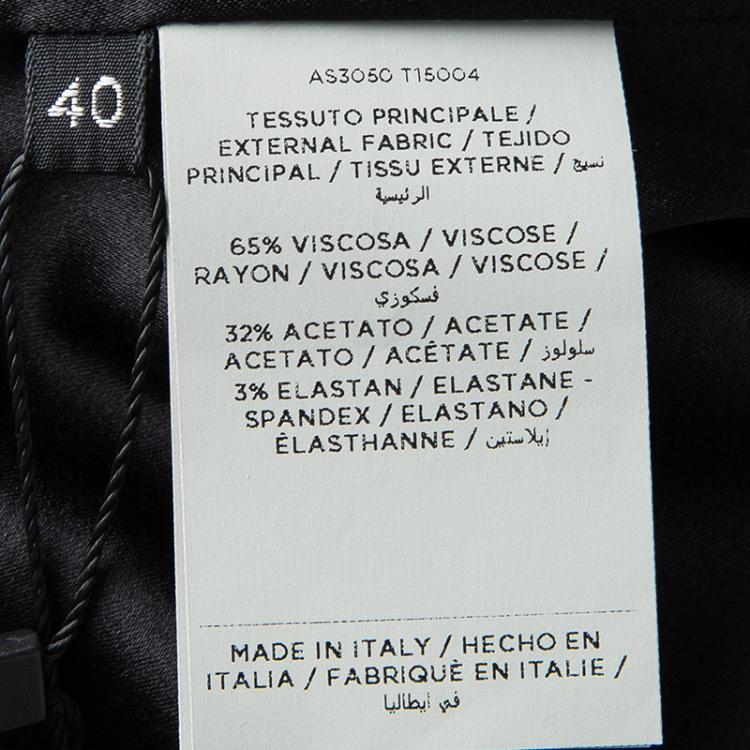 40
AS3050 T15004
TESSUTO PRINCIPALE /
EXTERNAL FABRIC / TEJIDO
PRINCIPAL / TISSU EXTERNE / نسيج
الرئيسية
65% VISCOSA / VISCOSE /
RAYON / VISCOSA / VISCOSE /
فسكوزي
32% ACETATO / ACETATE /
ACETATO / ACÉTATE / سلولوز
3% ELASTAN / ELASTANE -
SPANDEX / ELASTANO /
ÉLASTHANNE / إيلاستين
MADE IN ITALY / HECHO EN
ITALIA / FABRIQUÈ EN ITALIE /
في ايطاليا